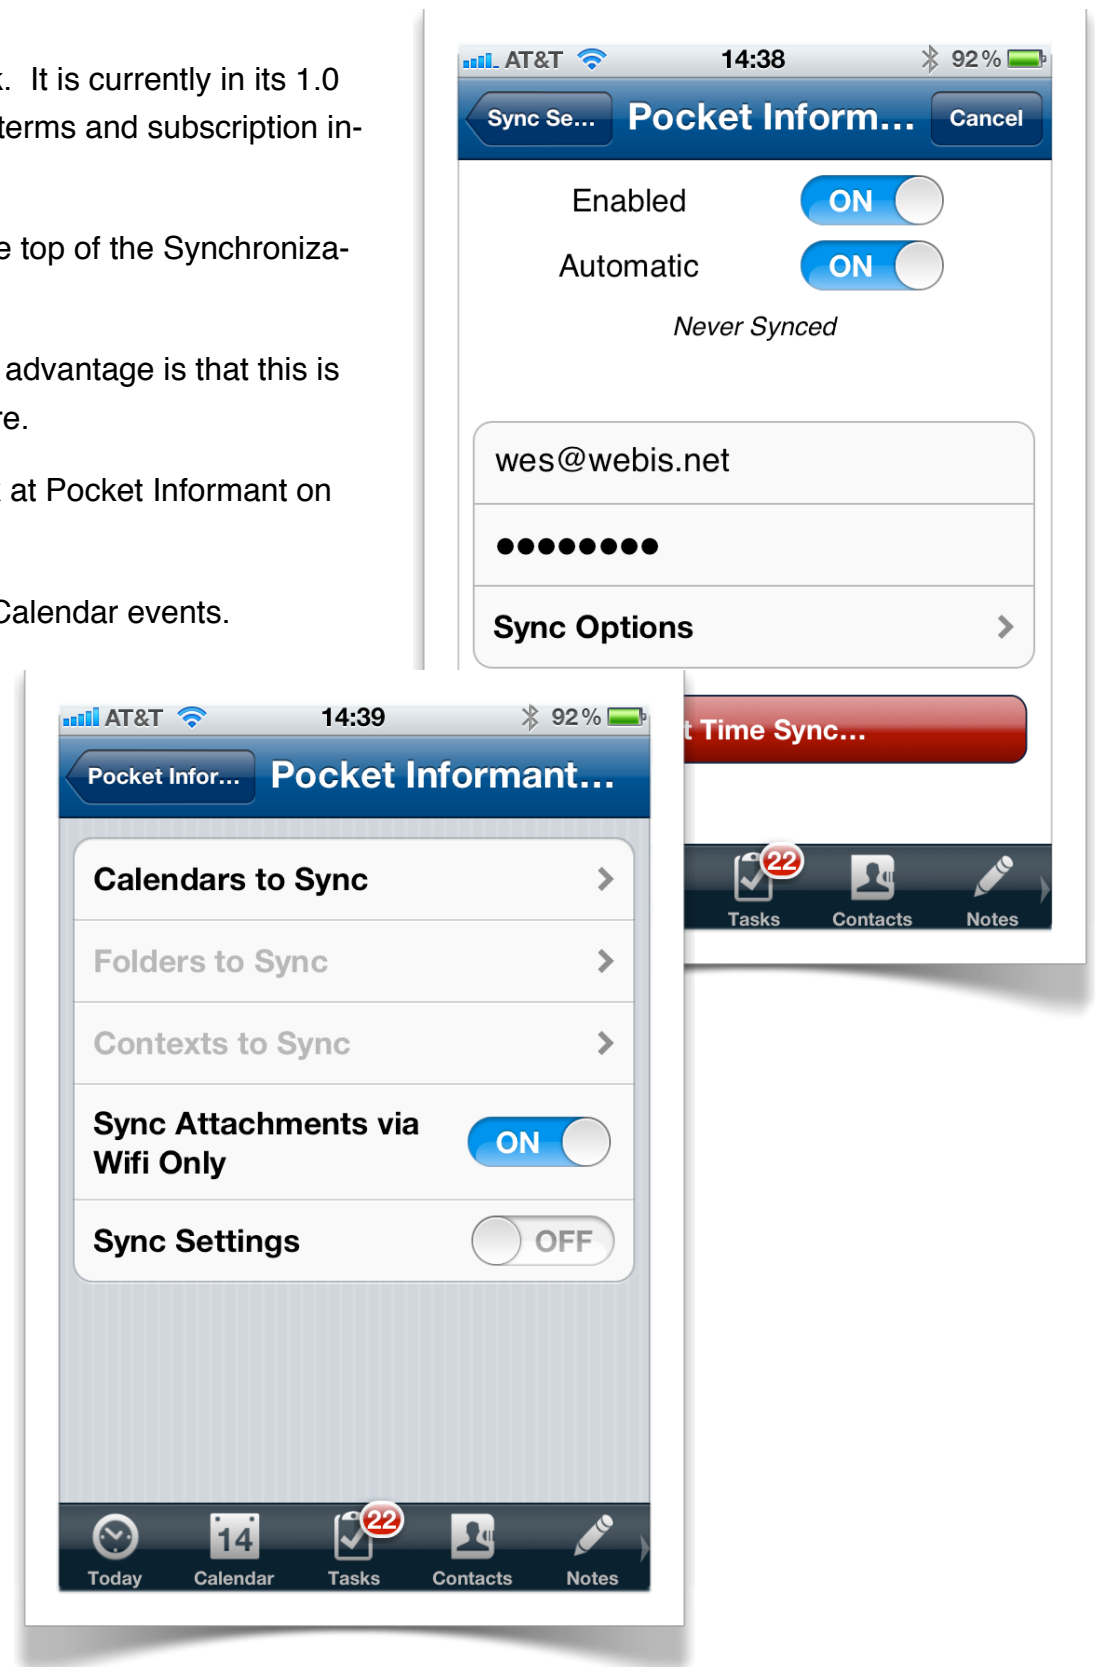 k. It is currently in its 1.0
terms and subscription in-
e top of the Synchroniza-
advantage is that this is
re.
k at Pocket Informant on
Calendar events.
AT&T 14:38 92%
Sync Se... Pocket Inform... Cancel
Enabled ON
Automatic ON
Never Synced
wes@webis.net
●●●●●●●●
Sync Options
t Time Sync...
22
Tasks Contacts Notes
AT&T 14:39 92%
Pocket Infor... Pocket Informant...
Calendars to Sync
Folders to Sync
Contexts to Sync
Sync Attachments via
Wifi Only ON
Sync Settings OFF
14 22
Today Calendar Tasks Contacts Notes